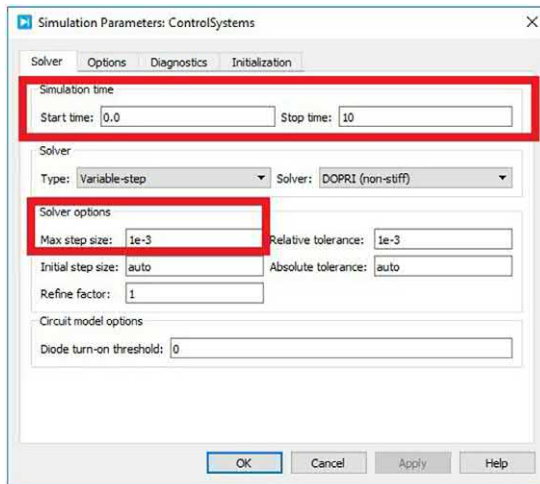 Simulation Parameters: ControlSystems
Solver Options Diagnostics Initialization
Simulation time
Start time: 0.0 Stop time: 10
Solver
Type: Variable-step Solver: DOPRI (non-stiff)
Solver options
Max step size: 1e-3 Relative tolerance: 1e-3
Initial step size: auto Absolute tolerance: auto
Refine factor: 1
Circuit model options
Diode turn-on threshold: 0
OK Cancel Apply Help